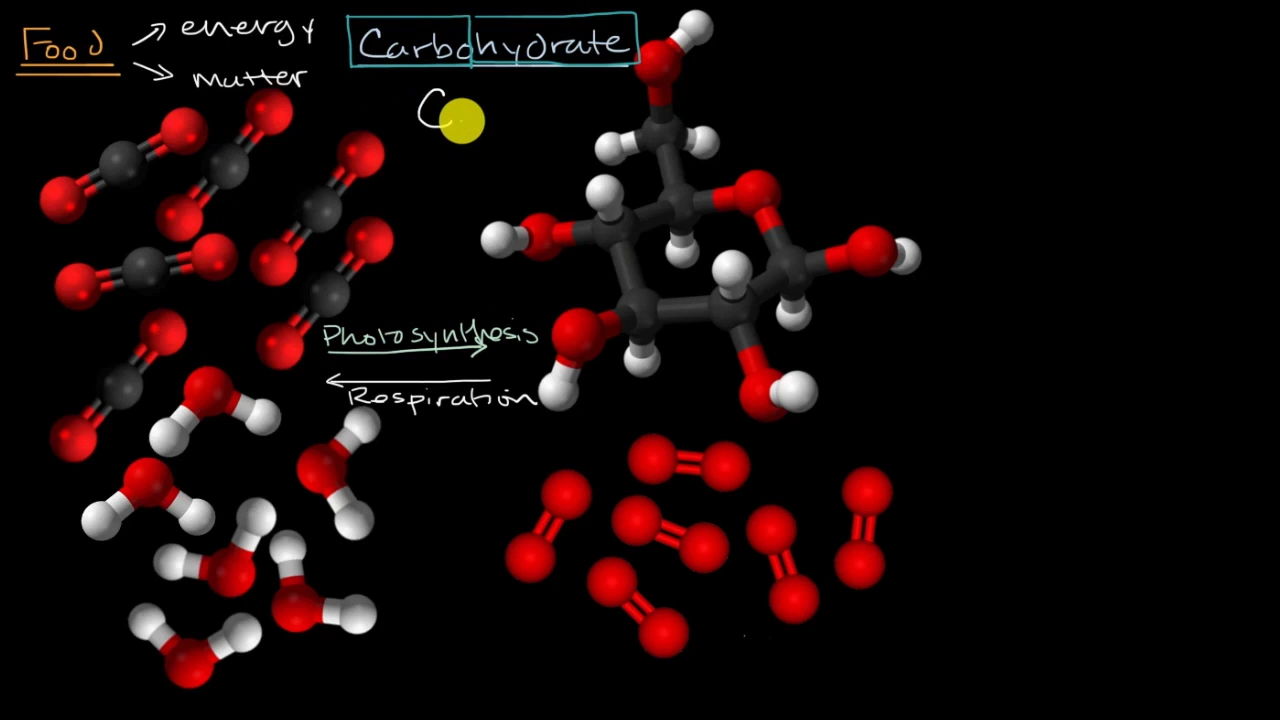 Food
energy
matter
Carbohydrate
C
Photosynthesis
Respiration